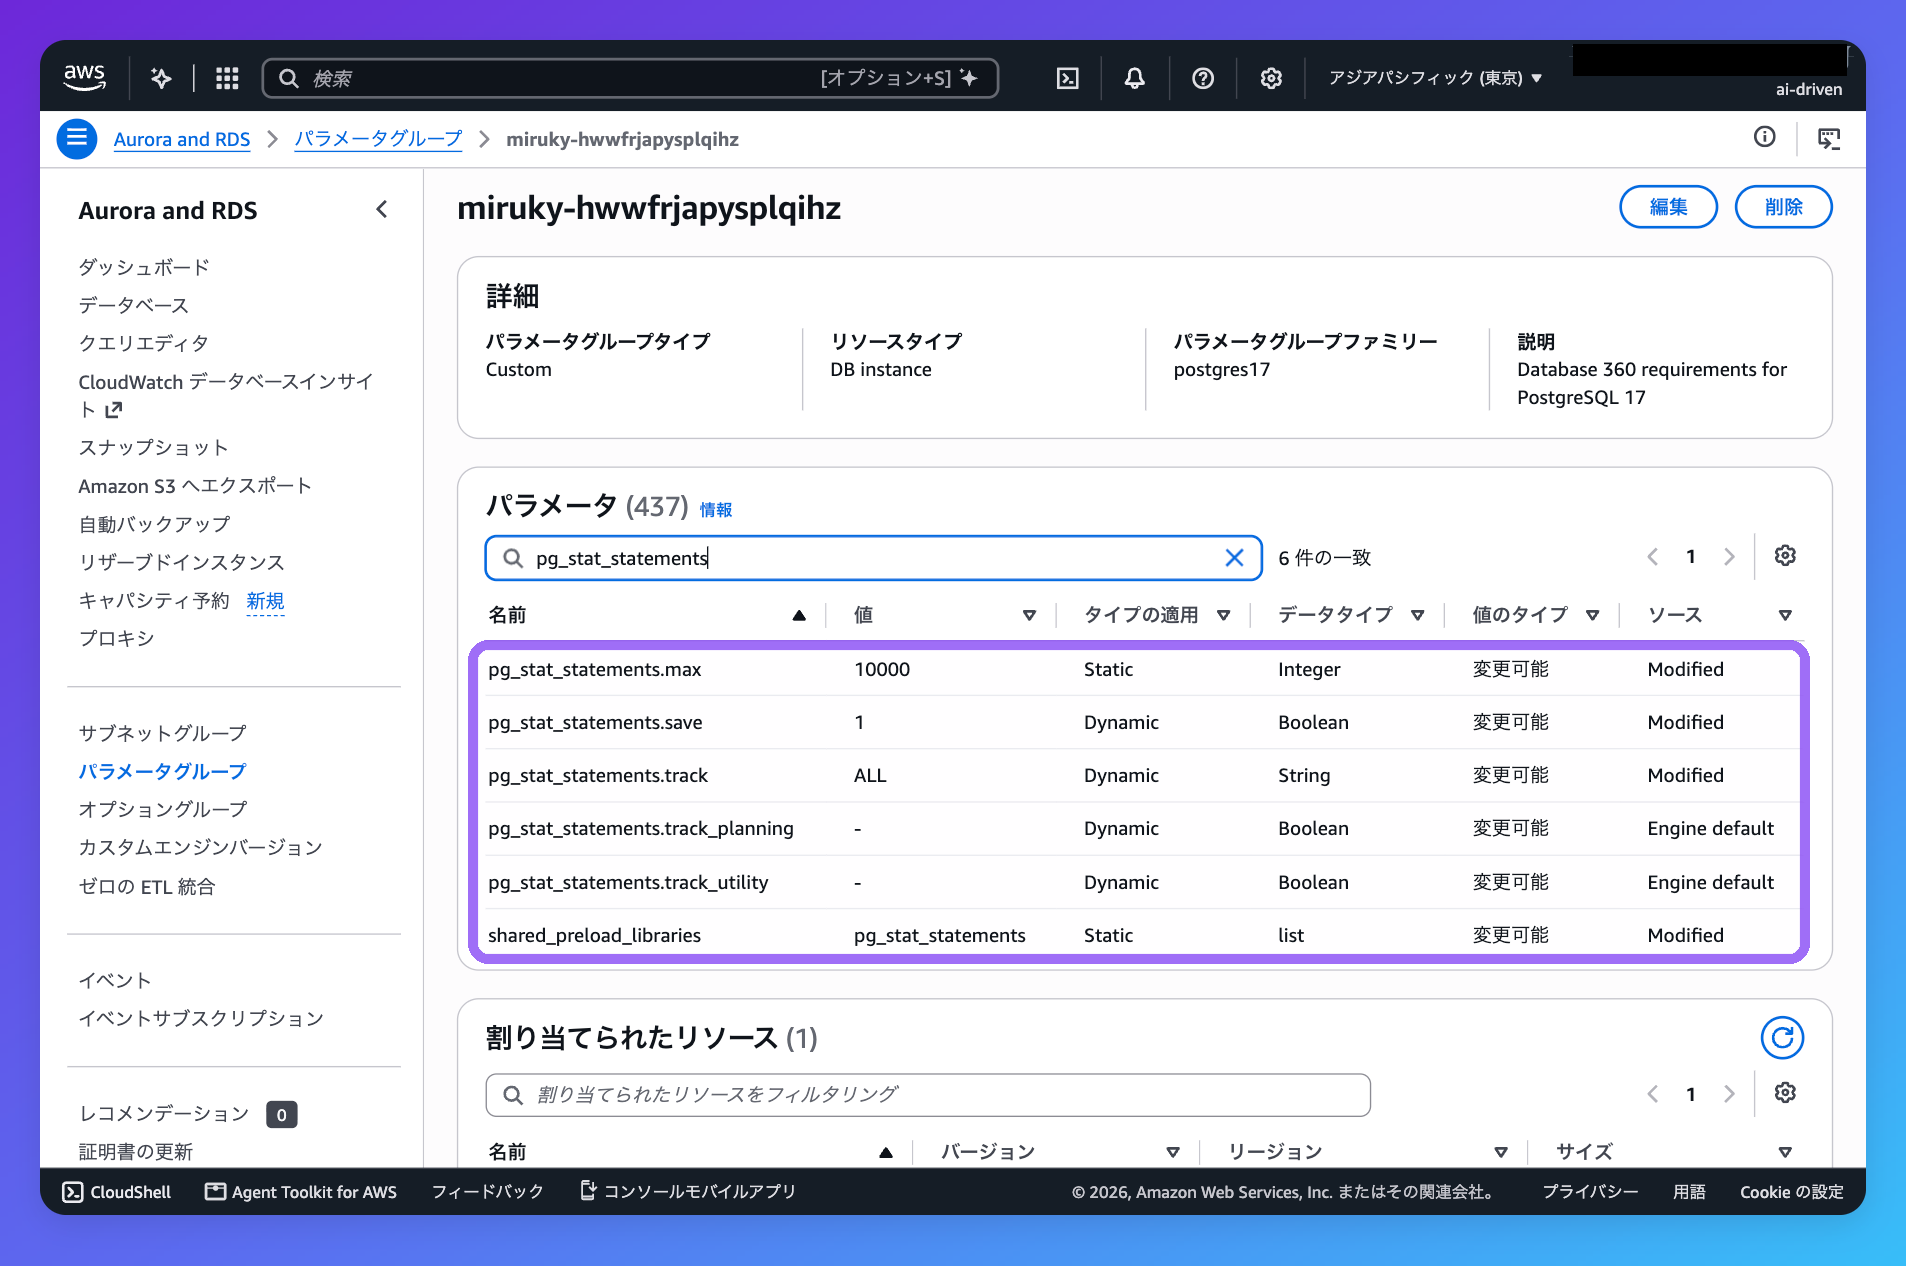 aws
検索
[オプション+S]
アジアパシフィック (東京) ▼
ai-driven
Aurora and RDS
パラメータグループ
miruky-hwwfrjapysplqihz
Aurora and RDS
ダッシュボード
データベース
クエリエディタ
CloudWatch データベースインサイ
ト
スナップショット
Amazon S3 へエクスポート
自動バックアップ
リザーブドインスタンス
キャパシティ予約 新規
プロキシ
サブネットグループ
パラメータグループ
オプショングループ
カスタムエンジンバージョン
ゼロの ETL 統合
イベント
イベントサブスクリプション
レコメンデーション 0
証明書の更新
miruky-hwwfrjapysplqihz
編集
削除
詳細
パラメータグループタイプ
Custom
リソースタイプ
DB instance
パラメータグループファミリー
postgres17
説明
Database 360 requirements for
PostgreSQL 17
パラメータ (437) 情報
pg_stat_statements
6 件の一致
1
名前 値 タイプの適用 データタイプ 値のタイプ ソース
pg_stat_statements.max 10000 Static Integer 変更可能 Modified
pg_stat_statements.save 1 Dynamic Boolean 変更可能 Modified
pg_stat_statements.track ALL Dynamic String 変更可能 Modified
pg_stat_statements.track_planning - Dynamic Boolean 変更可能 Engine default
pg_stat_statements.track_utility - Dynamic Boolean 変更可能 Engine default
shared_preload_libraries pg_stat_statements Static list 変更可能 Modified
割り当てられたリソース (1)
割り当てられたリソースをフィルタリング
1
名前 バージョン リージョン サイズ
CloudShell
Agent Toolkit for AWS
フィードバック
コンソールモバイルアプリ
© 2026, Amazon Web Services, Inc. またはその関連会社。
プライバシー
用語
Cookie の設定